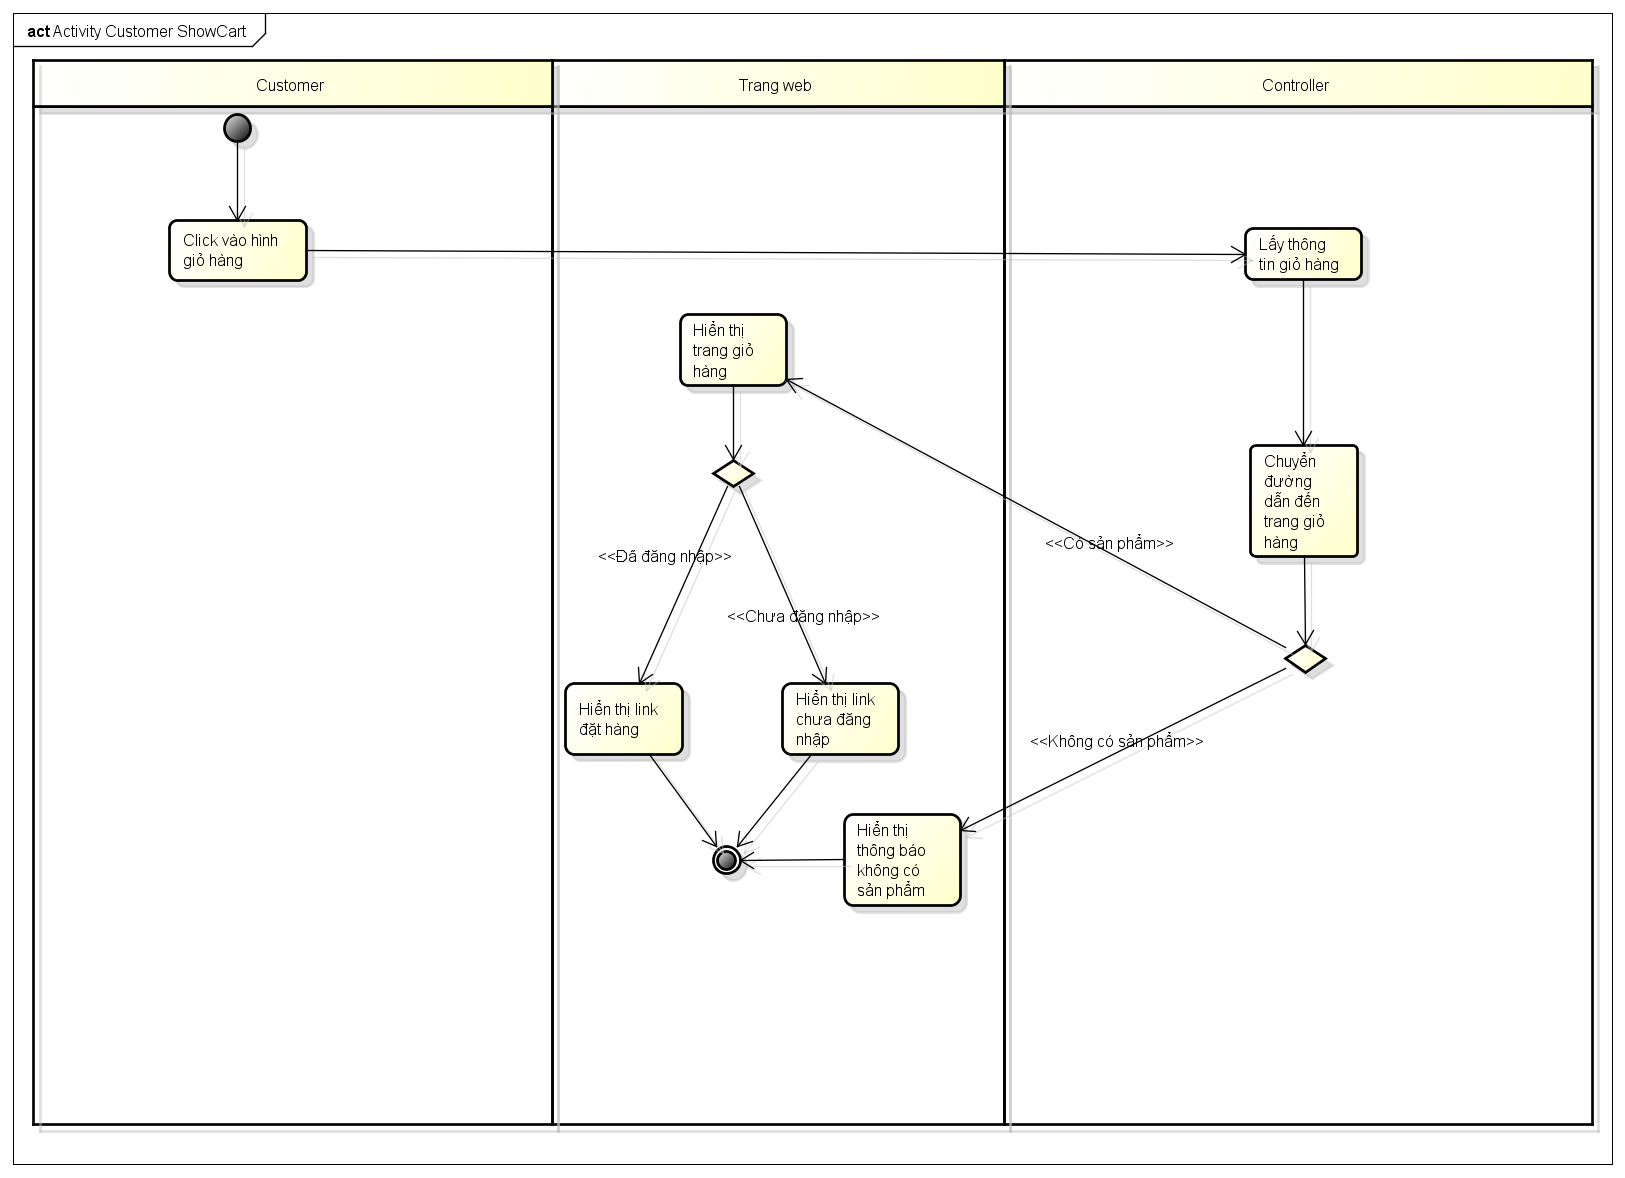 act Activity Customer ShowCart
Customer
Trang web
Controller
Click vào hình
giỏ hàng
Lấy thông
tin giỏ hàng
Hiển thị
trang giỏ
hàng
Chuyển
đường
dẫn đến
trang giỏ
hàng
<<Có sản phẩm>>
<<Đã đăng nhập>>
<<Chưa đăng nhập>>
Hiển thị link
đặt hàng
Hiển thị link
chưa đăng
nhập
<<Không có sản phẩm>>
Hiển thị
thông báo
không có
sản phẩm